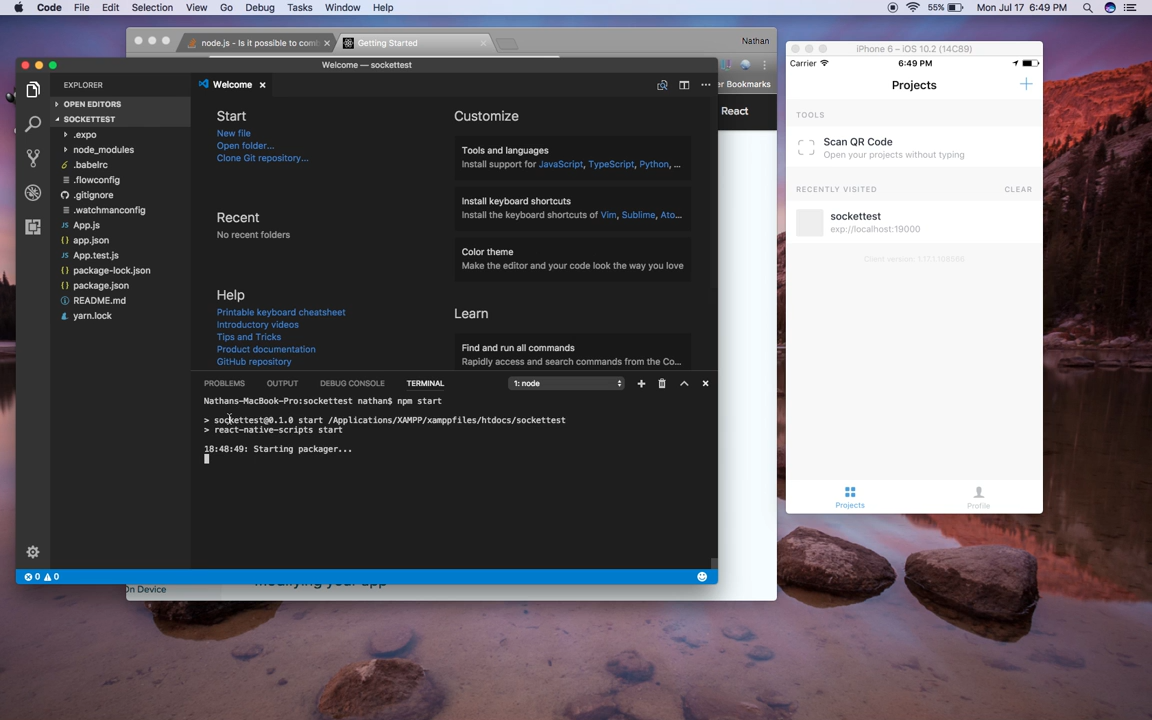 Code File Edit Selection View Go Debug Tasks Window Help
55% Mon Jul 17 6:49 PM
node.js - Is it possible to com
Getting Started
Nathan
er Bookmarks
React
Welcome — sockettest
EXPLORER
OPEN EDITORS
SOCKETTEST
.expo
node_modules
.babelrc
.flowconfig
.gitignore
.watchmanconfig
JS App.js
{} app.json
JS App.test.js
{} package-lock.json
{} package.json
README.md
yarn.lock
Welcome
Start
New file
Open folder...
Clone Git repository...
Recent
No recent folders
Help
Printable keyboard cheatsheet
Introductory videos
Tips and Tricks
Product documentation
GitHub repository
Customize
Tools and languages
Install support for JavaScript, TypeScript, Python, ...
Install keyboard shortcuts
Install the keyboard shortcuts of Vim, Sublime, Ato...
Color theme
Make the editor and your code look the way you love
Learn
Find and run all commands
Rapidly access and search commands from the Co...
PROBLEMS OUTPUT DEBUG CONSOLE TERMINAL
1: node
Nathans-MacBook-Pro:sockettest nathan$ npm start
> sockettest@0.1.0 start /Applications/XAMPP/xamppfiles/htdocs/sockettest
> react-native-scripts start
18:48:49: Starting packager...
0 0
On Device
iPhone 6 – iOS 10.2 (14C89)
Carrier 6:49 PM
Projects
TOOLS
Scan QR Code
Open your projects without typing
RECENTLY VISITED CLEAR
sockettest
exp://localhost:19000
Projects Profile